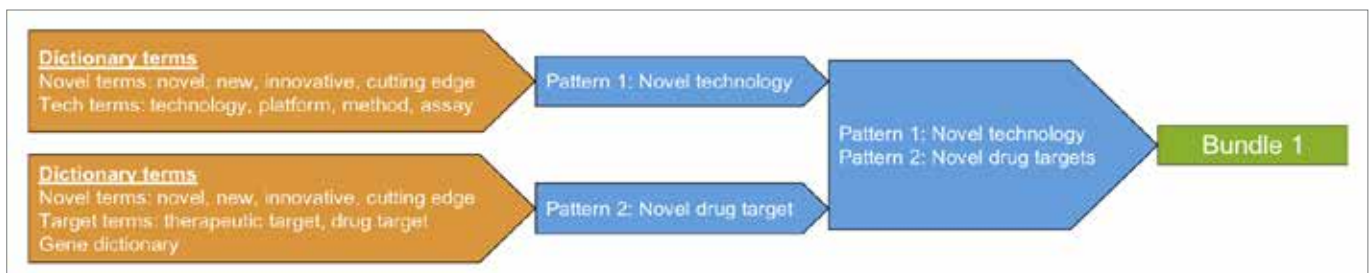 Dictionary terms
Novel terms: novel, new, innovative, cutting edge
Tech terms: technology, platform, method, assay
Pattern 1: Novel technology
Dictionary terms
Novel terms: novel, new, innovative, cutting edge
Target terms: therapeutic target, drug target
Gene dictionary
Pattern 2: Novel drug target
Pattern 1: Novel technology
Pattern 2: Novel drug targets
Bundle 1